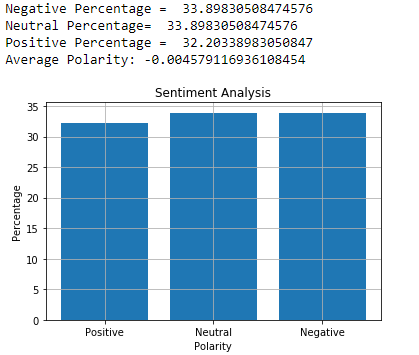 Negative Percentage =  33.89830508474576
Neutral Percentage=  33.89830508474576
Positive Percentage =  32.20338983050847
Average Polarity: -0.004579116936108454
Sentiment Analysis
35
30
25
20
15
10
5
0
Percentage
Positive Neutral Negative
Polarity